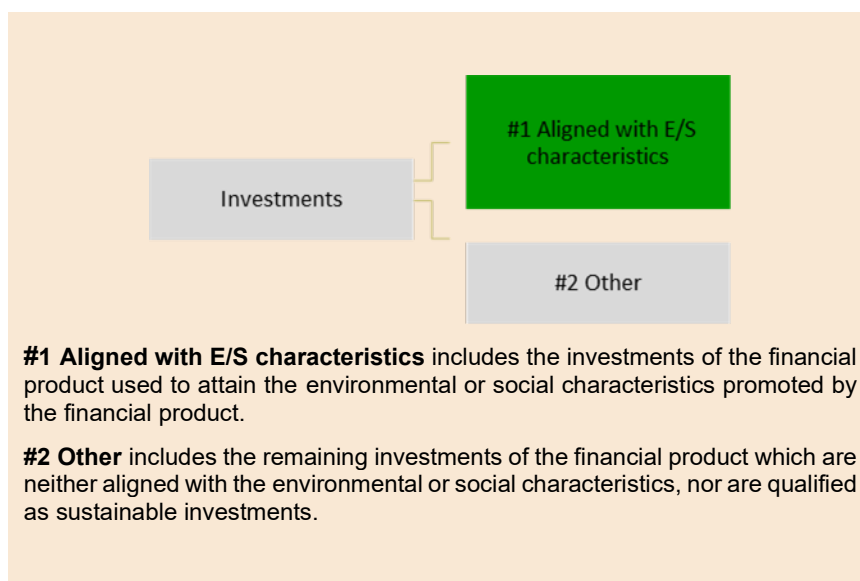 #1 Aligned with E/S
characteristics
Investments
#2 Other
#1 Aligned with E/S characteristics includes the investments of the financial
product used to attain the environmental or social characteristics promoted by
the financial product.
#2 Other includes the remaining investments of the financial product which are
neither aligned with the environmental or social characteristics, nor are qualified
as sustainable investments.